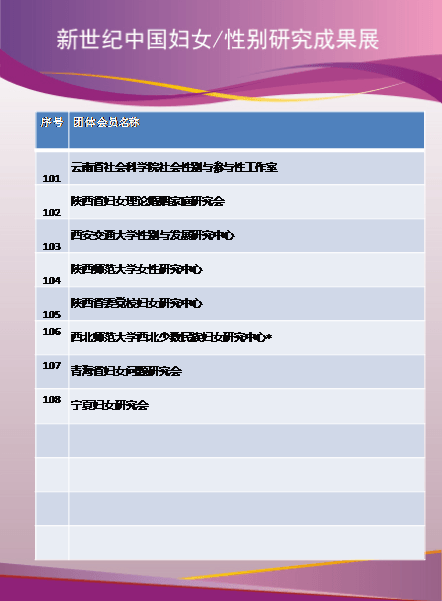 新世纪中国妇女/性别研究成果展
序号 团体会员名称
101 云南省社会科学院社会性别与参与性工作室
102 陕西省妇女理论婚姻家庭研究会
103 西安交通大学性别与发展研究中心
104 陕西师范大学女性研究中心
105 陕西省委党校妇女研究中心
106 西北师范大学西北少数民族妇女研究中心*
107 青海省妇女问题研究会
108 宁夏妇女研究会